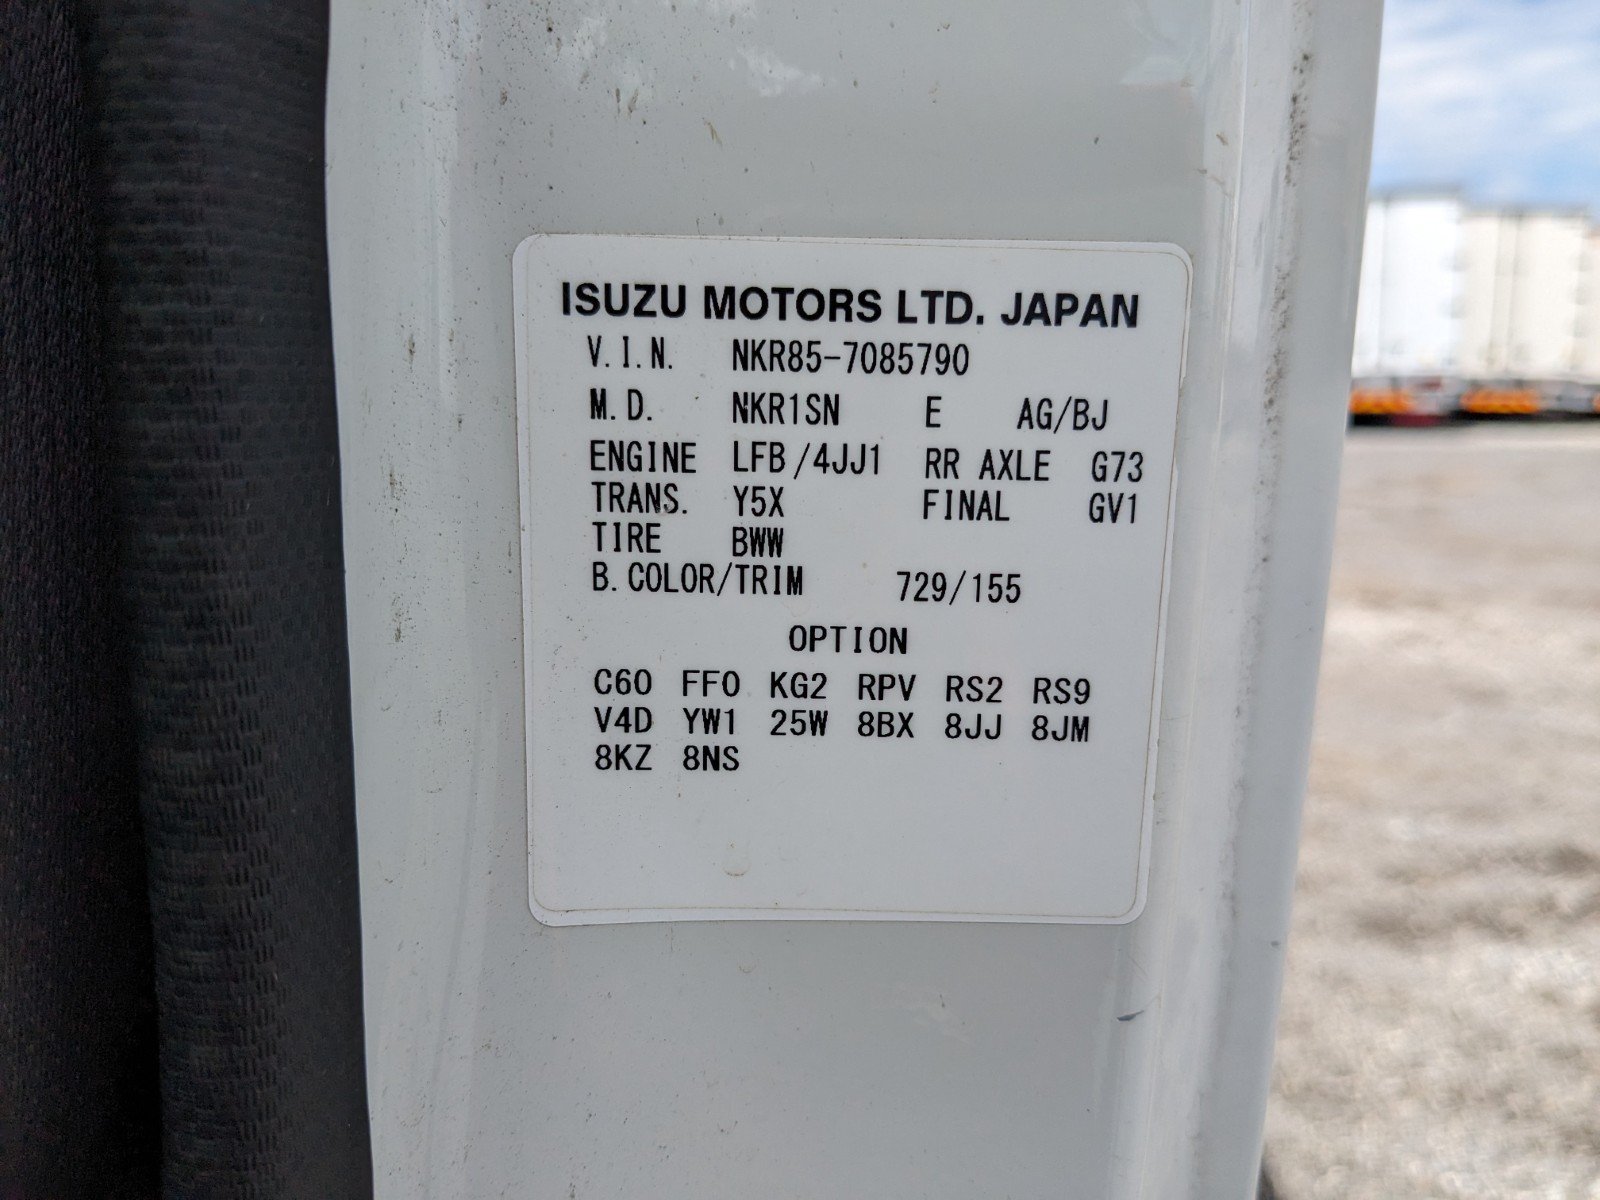 ISUZU MOTORS LTD. JAPAN
V.I.N. NKR85-7085790
M.D. NKR1SN E AG/BJ
ENGINE LFB/4JJ1 RR AXLE G73
TRANS. Y5X FINAL GV1
TIRE BWW
B.COLOR/TRIM 729/155
OPTION
C60 FF0 KG2 RPV RS2 RS9
V4D YW1 25W 8BX 8JJ 8JM
8KZ 8NS